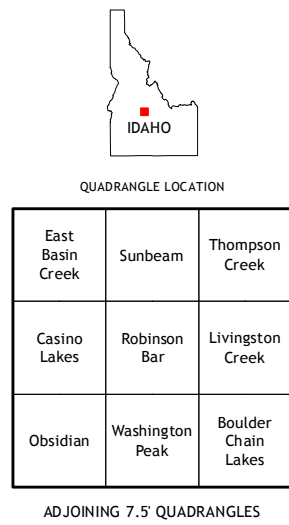 IDAHO
QUADRANGLE LOCATION
East
Basin
Creek
Sunbeam
Thompson
Creek
Casino
Lakes
Robinson
Bar
Livingston
Creek
Obsidian
Washington
Peak
Boulder
Chain
Lakes
ADJOINING 7.5' QUADRANGLES